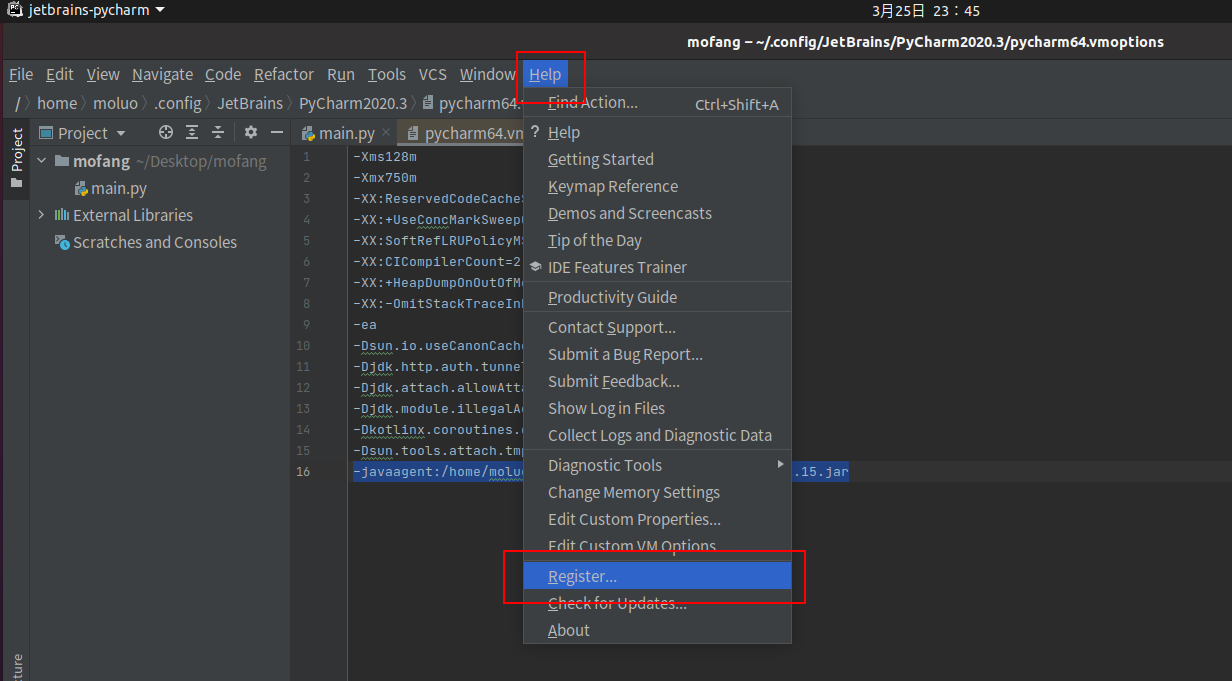 jetbrains-pycharm
3月25日 23：45
mofang – ~/.config/JetBrains/PyCharm2020.3/pycharm64.vmoptions
File Edit View Navigate Code Refactor Run Tools VCS Window Help
/ home moluo .config JetBrains PyCharm2020.3 pycharm64.
Find Action... Ctrl+Shift+A
Project
Project
main.py
pycharm64.vm
? Help
Getting Started
Keymap Reference
Demos and Screencasts
Tip of the Day
IDE Features Trainer
Productivity Guide
Contact Support...
Submit a Bug Report...
Submit Feedback...
Show Log in Files
Collect Logs and Diagnostic Data
Diagnostic Tools
Change Memory Settings
Edit Custom Properties...
Edit Custom VM Options
Register...
Check for Updates...
About
mofang ~/Desktop/mofang
main.py
External Libraries
Scratches and Consoles
1 -Xms128m
2 -Xmx750m
3 -XX:ReservedCodeCache
4 -XX:+UseConcMarkSweep
5 -XX:SoftRefLRUPolicyM
6 -XX:CICompilerCount=2
7 -XX:+HeapDumpOnOutOfM
8 -XX:-OmitStackTraceIn
9 -ea
10 -Dsun.io.useCanonCach
11 -Djdk.http.auth.tunnel
12 -Djdk.attach.allowAtta
13 -Djdk.module.illegalA
14 -Dkotlinx.coroutines.
15 -Dsun.tools.attach.tmp
16 -javaagent:/home/moluo .15.jar
ture